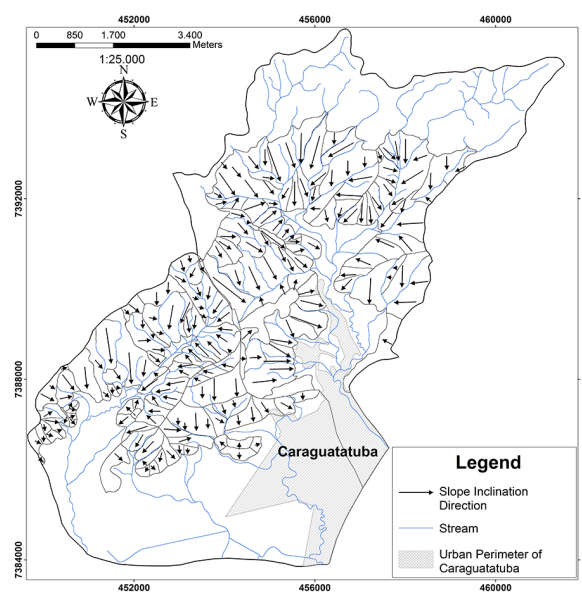 452000 456000 460000
0 850 1.700 3.400
Meters
1:25.000
N
W E
S
7392000
7388000
7384000
Caraguatatuba
Legend
Slope Inclination
Direction
Stream
Urban Perimeter of
Caraguatatuba
452000 456000 460000